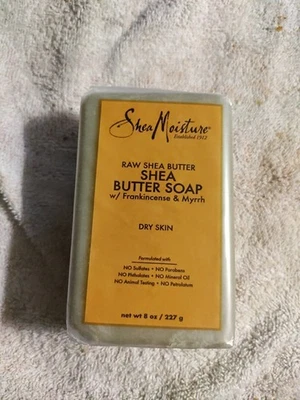 SheaMoisture®
Established 1912
RAW SHEA BUTTER
SHEA
BUTTER SOAP
w/ Frankincense & Myrrh
DRY SKIN
Formulated with
NO Sulfates • NO Parabens
NO Phthalates • NO Mineral Oil
NO Animal Testing • NO Petrolatum
net wt 8 oz / 227 g